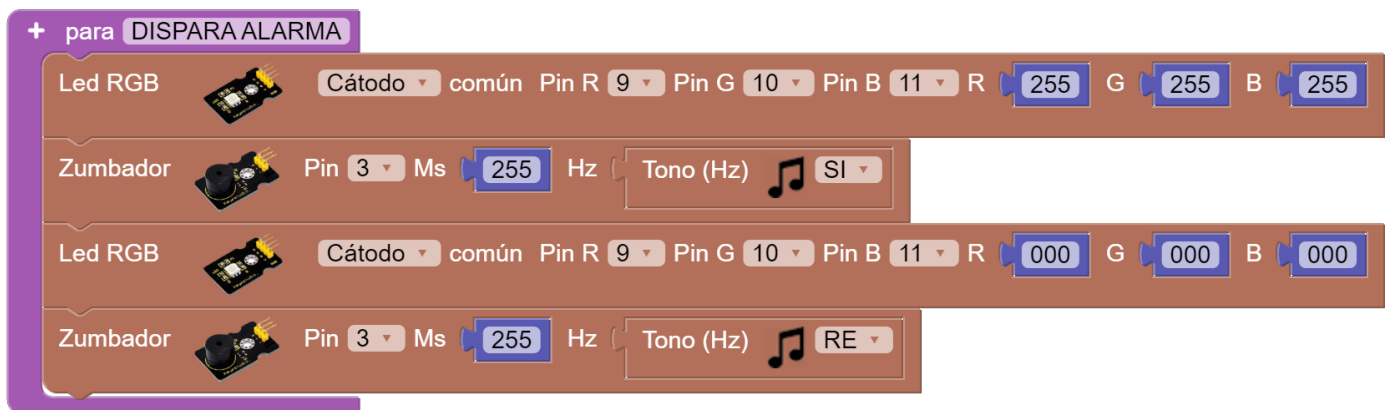 + para DISPARA ALARMA
Led RGB Cátodo común Pin R 9 Pin G 10 Pin B 11 R 255 G 255 B 255
Zumbador Pin 3 Ms 255 Hz Tono (Hz) SI
Led RGB Cátodo común Pin R 9 Pin G 10 Pin B 11 R 000 G 000 B 000
Zumbador Pin 3 Ms 255 Hz Tono (Hz) RE